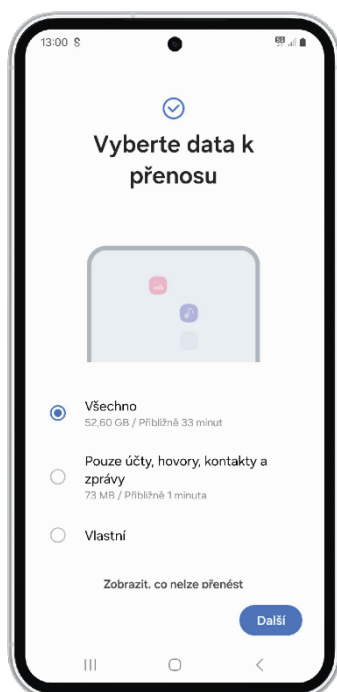 13:00
Vyberte data k
přenosu
Všechno
52,60 GB / Přibližně 33 minut
Pouze účty, hovory, kontakty a
zprávy
73 MB / Přibližně 1 minuta
Vlastní
Zobrazit, co nelze přenést
Další